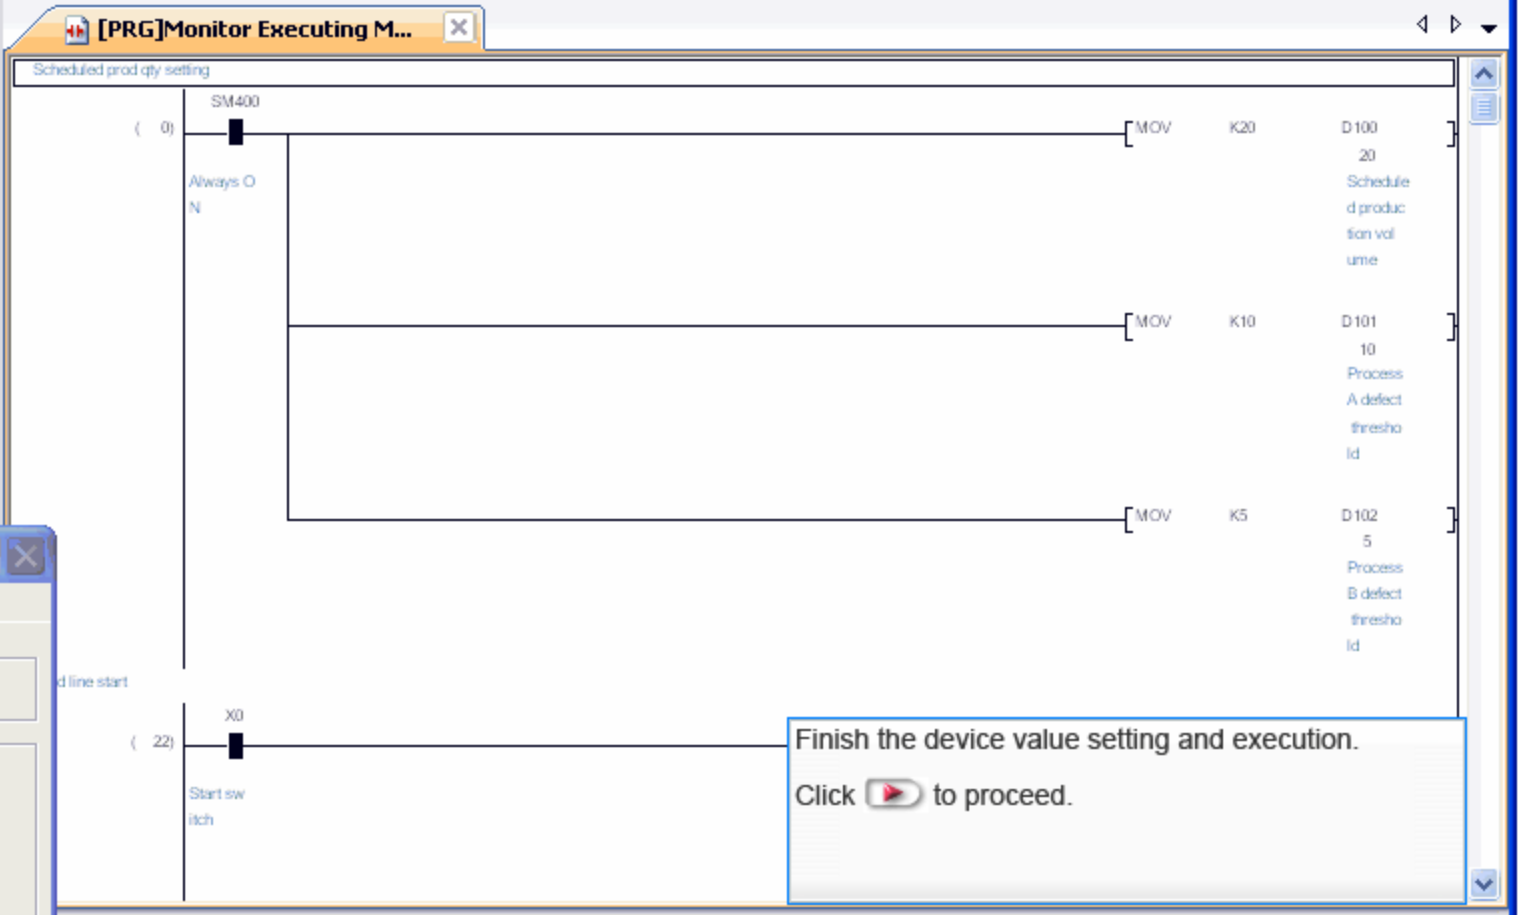 [PRG]Monitor Executing M...
Scheduled prod qty setting
SM400
( 0)
MOV K20 D100
20
Always O
N
Schedule
d produc
tion vol
ume
MOV K10 D101
10
Process
A defect
thresho
ld
MOV K5 D102
5
Process
B defect
thresho
ld
d line start
X0
( 22)
Start sw
itch
Finish the device value setting and execution.
Click to proceed.